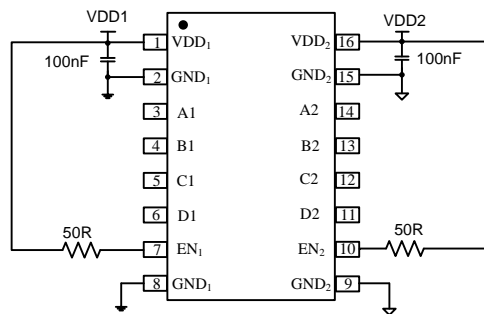 VDD1 VDD2
1 VDD₁ VDD₂ 16
100nF 100nF
2 GND₁ GND₂ 15
3 A1 A2 14
4 B1 B2 13
5 C1 C2 12
6 D1 D2 11
50R 50R
7 EN₁ EN₂ 10
8 GND₁ GND₂ 9